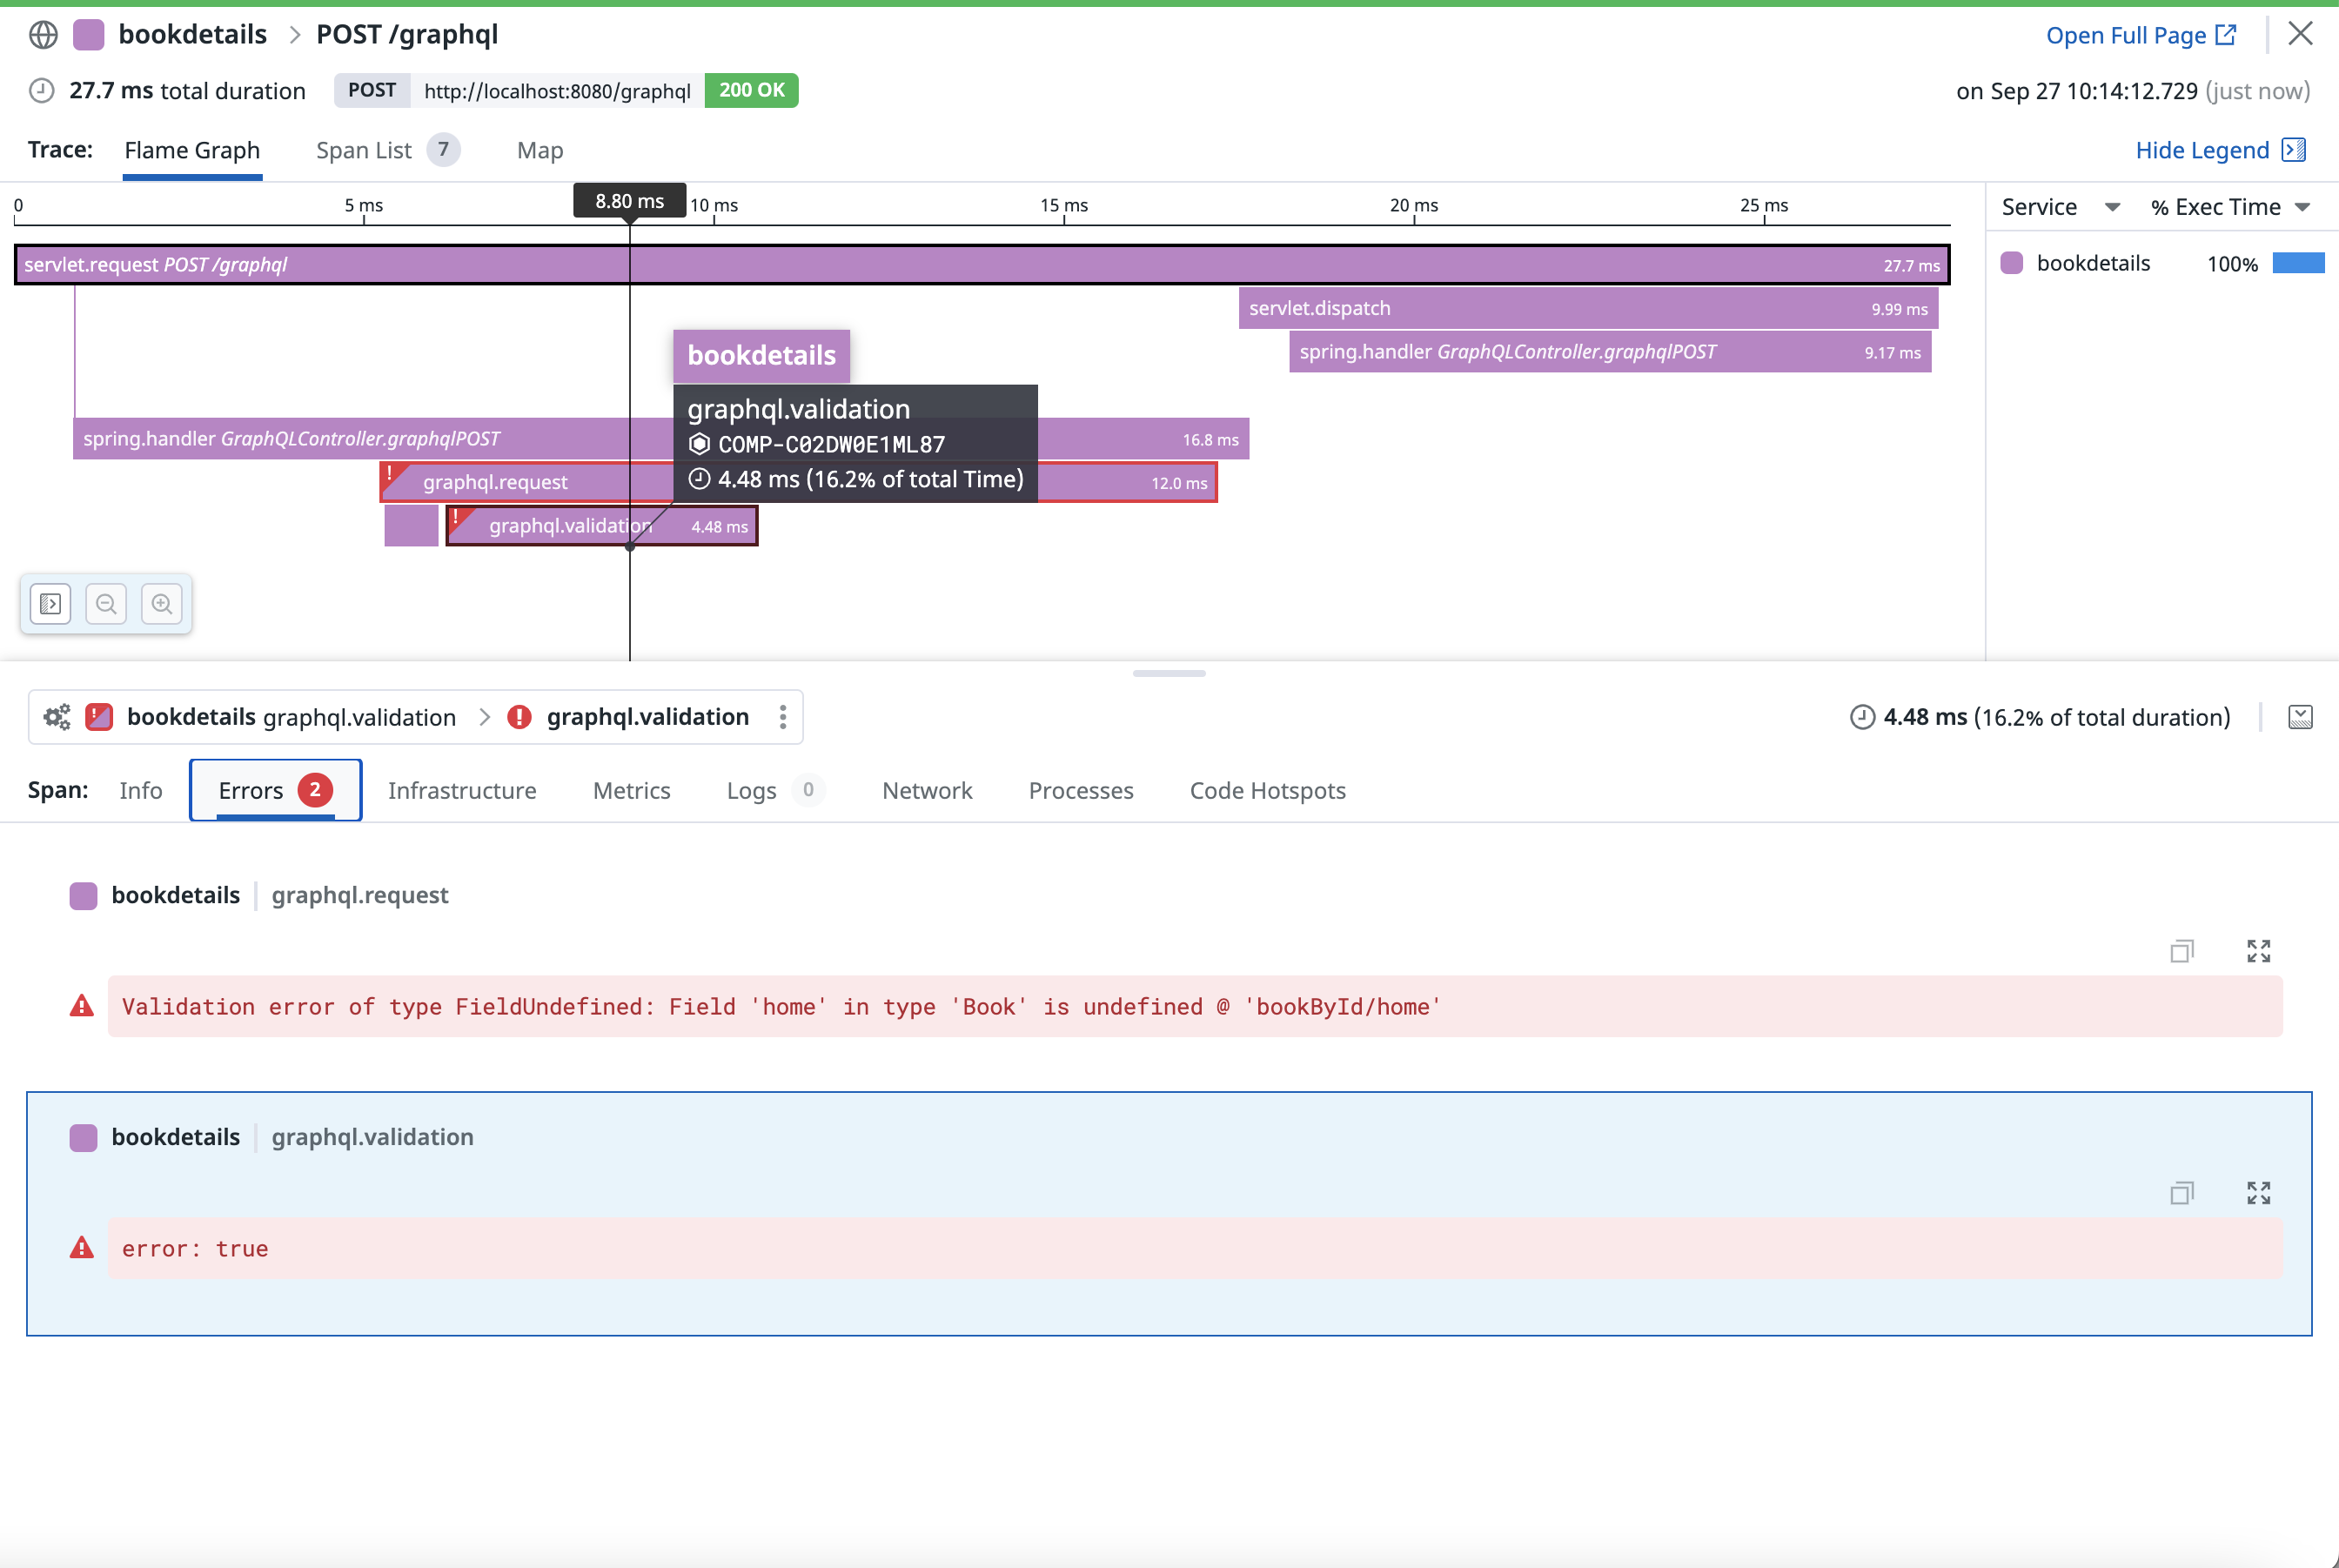 bookdetails > POST /graphql
Open Full Page
27.7 ms total duration POST http://localhost:8080/graphql 200 OK
on Sep 27 10:14:12.729 (just now)
Trace: Flame Graph Span List 7 Map
Hide Legend
0 5 ms 8.80 ms 10 ms 15 ms 20 ms 25 ms
Service % Exec Time
servlet.request POST /graphql 27.7 ms
bookdetails 100%
servlet.dispatch 9.99 ms
spring.handler GraphQLController.graphqlPOST 9.17 ms
bookdetails
graphql.validation
COMP-C02DW0E1ML87
4.48 ms (16.2% of total Time)
spring.handler GraphQLController.graphqlPOST 16.8 ms
! graphql.request 12.0 ms
! graphql.validation 4.48 ms
bookdetails graphql.validation > graphql.validation
4.48 ms (16.2% of total duration)
Span: Info Errors 2 Infrastructure Metrics Logs 0 Network Processes Code Hotspots
bookdetails | graphql.request
Validation error of type FieldUndefined: Field 'home' in type 'Book' is undefined @ 'bookById/home'
bookdetails | graphql.validation
error: true